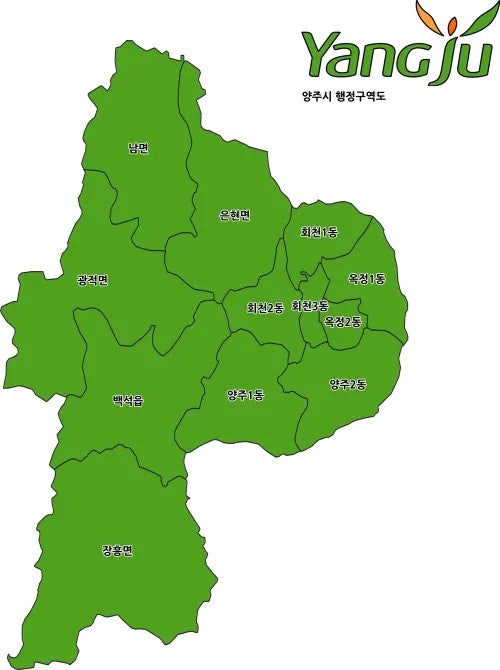 Yangju
양주시 행정구역도
남면
은현면
회천1동
광적면
옥정1동
회천2동
회천3동
옥정2동
백석읍
양주1동
양주2동
장흥면